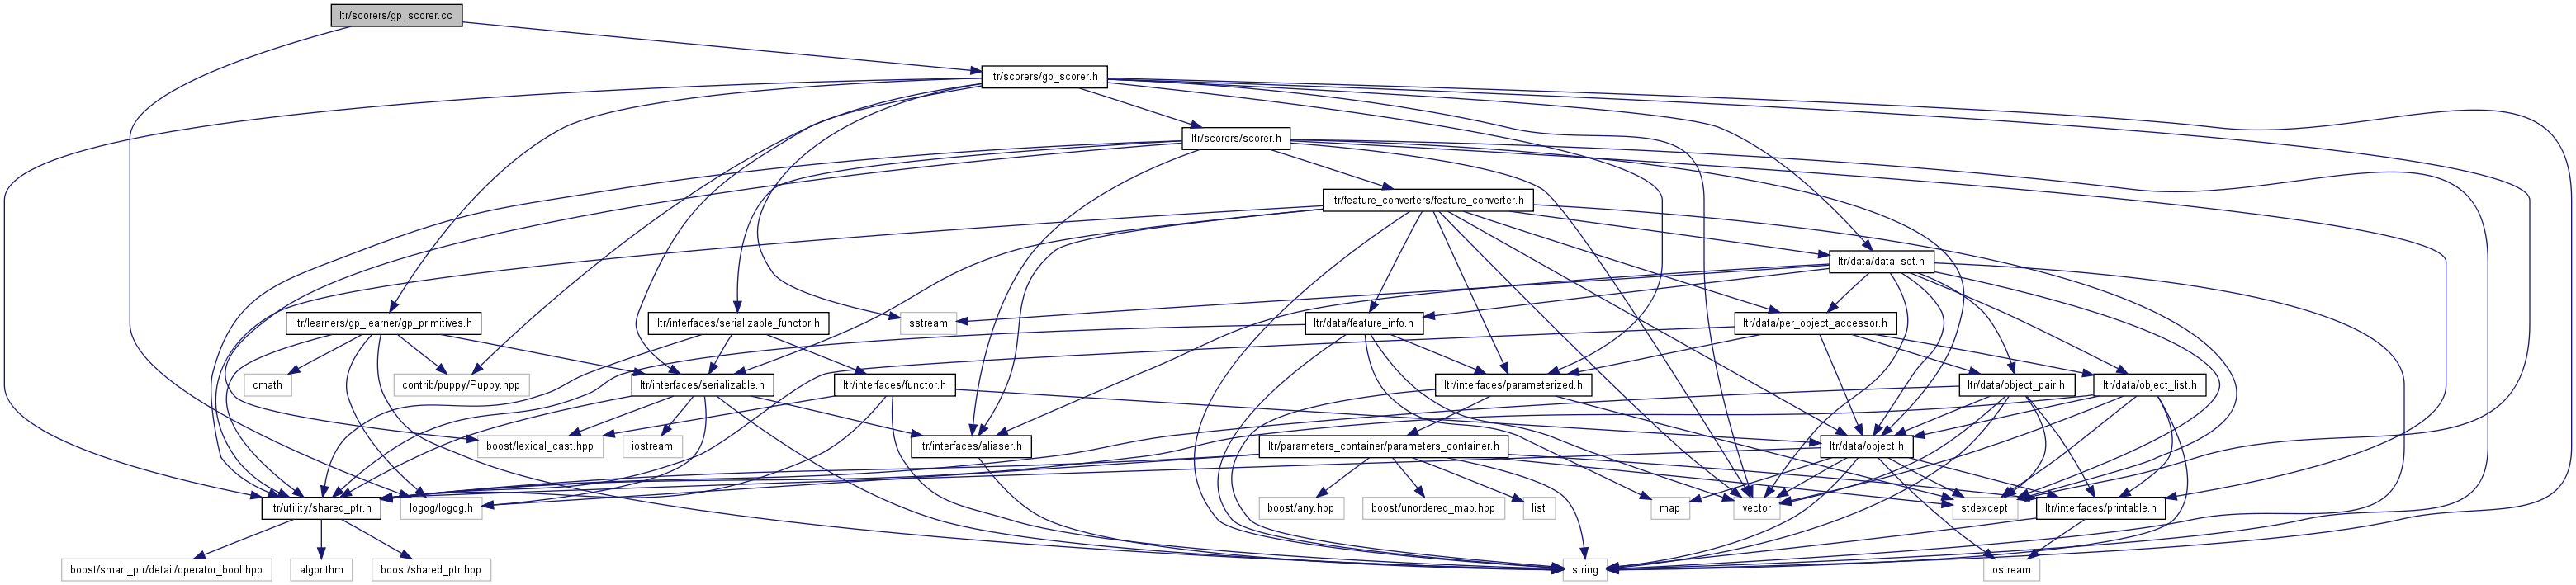 ltr/scorers/gp_scorer.cc
ltr/scorers/gp_scorer.h
ltr/scorers/scorer.h
ltr/feature_converters/feature_converter.h
ltr/data/data_set.h
ltr/learners/gp_learner/gp_primitives.h
ltr/interfaces/serializable_functor.h
sstream
ltr/data/feature_info.h
ltr/data/per_object_accessor.h
cmath
contrib/puppy/Puppy.hpp
ltr/interfaces/serializable.h
ltr/interfaces/functor.h
ltr/interfaces/parameterized.h
ltr/data/object_pair.h
ltr/data/object_list.h
boost/lexical_cast.hpp
iostream
ltr/interfaces/aliaser.h
ltr/parameters_container/parameters_container.h
ltr/data/object.h
ltr/utility/shared_ptr.h
logog/logog.h
boost/any.hpp
boost/unordered_map.hpp
list
map
vector
stdexcept
ltr/interfaces/printable.h
boost/smart_ptr/detail/operator_bool.hpp
algorithm
boost/shared_ptr.hpp
string
ostream